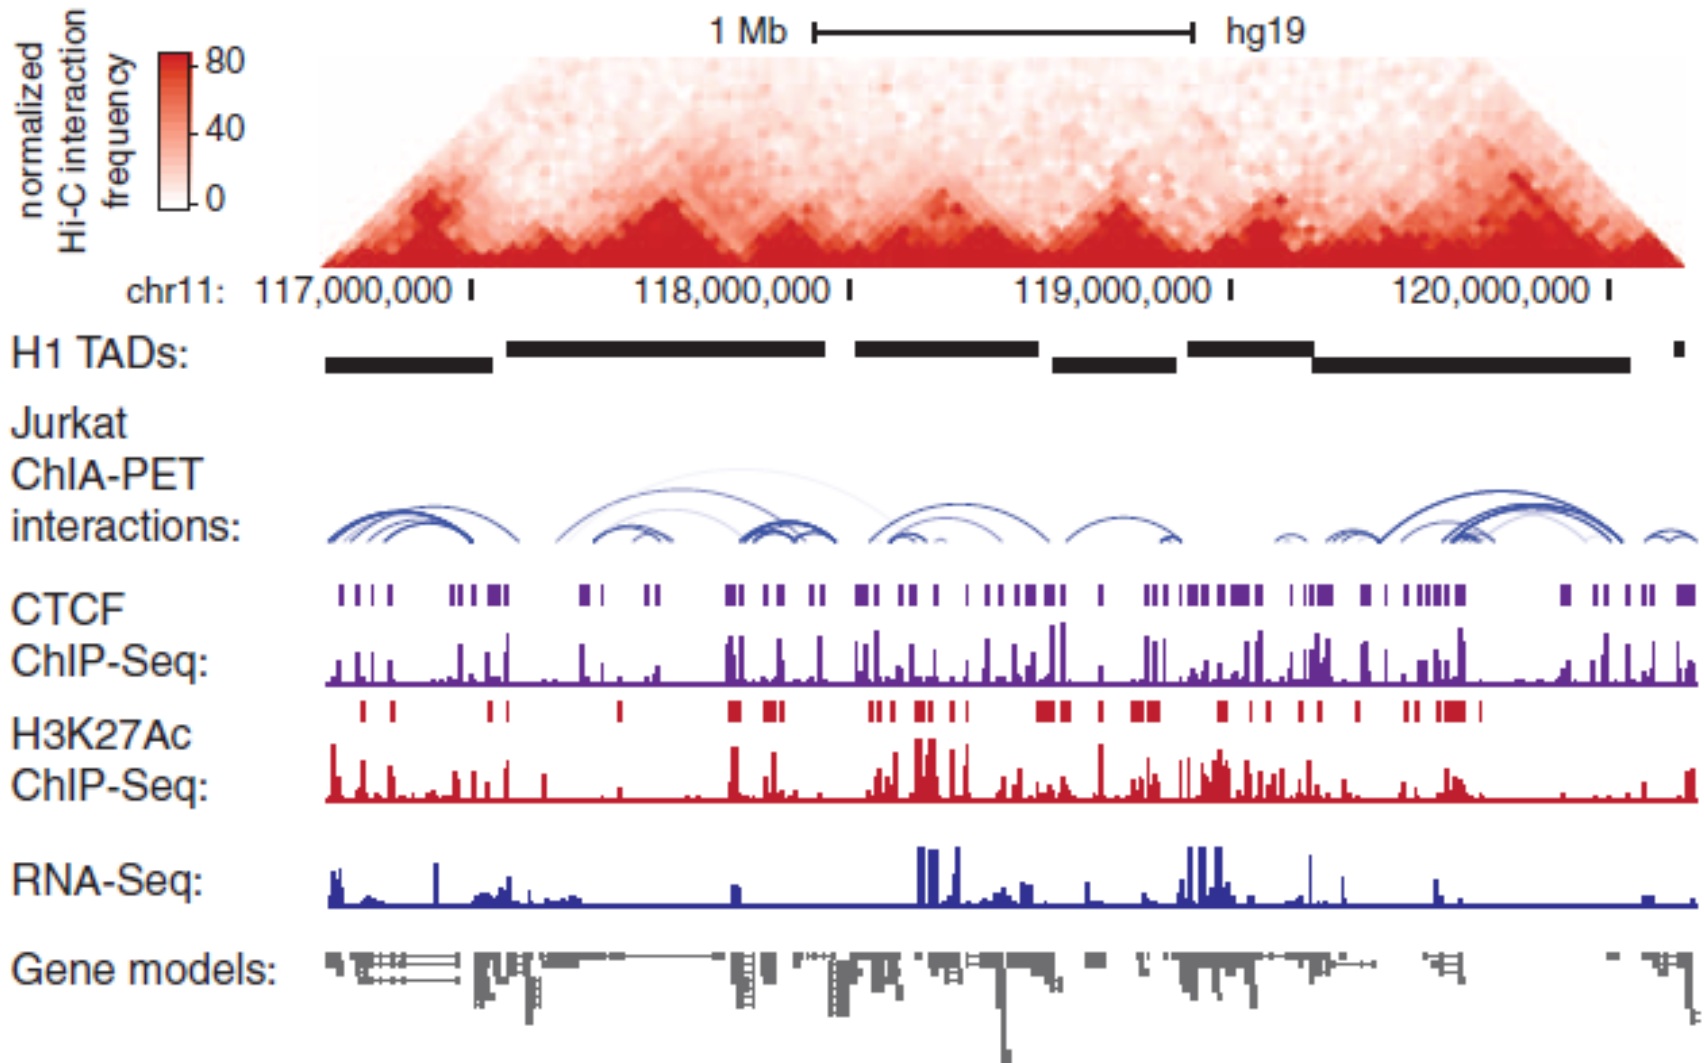 1 Mb hg19
normalized
Hi-C interaction
frequency
80
40
0
chr11: 117,000,000 118,000,000 119,000,000 120,000,000
H1 TADs:
Jurkat
ChIA-PET
interactions:
CTCF
ChIP-Seq:
H3K27Ac
ChIP-Seq:
RNA-Seq:
Gene models: